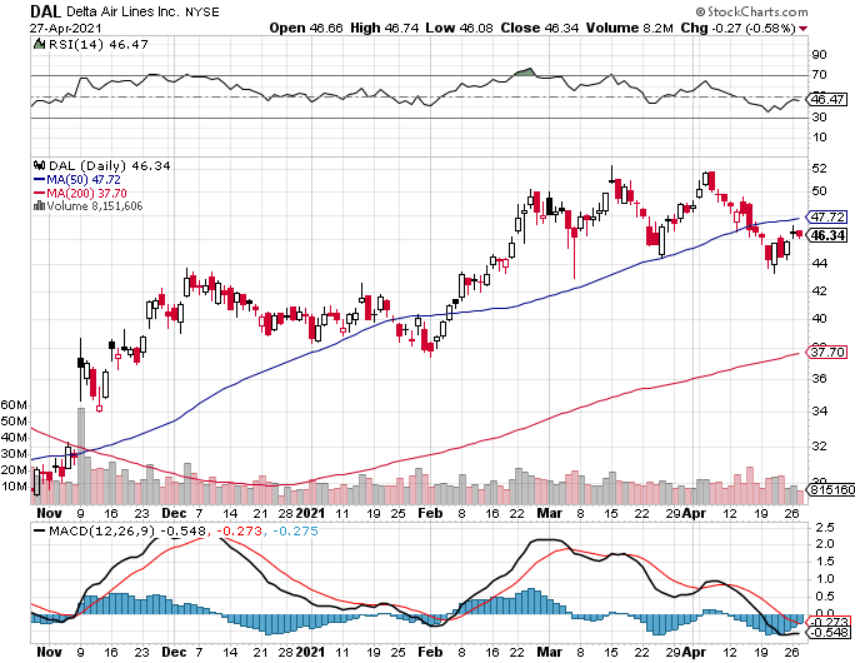 DAL Delta Air Lines Inc. NYSE © StockCharts.com
27-Apr-2021 Open 46.66 High 46.74 Low 46.08 Close 46.34 Volume 8.2M Chg -0.27 (-0.58%)
RSI(14) 46.47
90
70
46.47
30
10
DAL (Daily) 46.34
MA(50) 47.72
MA(200) 37.70
Volume 8,151,606
52
50
47.72
46.34
44
42
40
38
37.70
36
34
32
30
60M
50M
40M
30M
20M
10M
8151606
Nov 9 16 23 Dec 7 14 21 28 2021 11 19 25 Feb 8 16 22 Mar 8 15 22 29 Apr 12 19 26
MACD(12,26,9) -0.548, -0.273, -0.275
2.5
2.0
1.5
1.0
0.5
0.0
-0.273
-0.548
Nov 9 16 23 Dec 7 14 21 28 2021 11 19 25 Feb 8 16 22 Mar 8 15 22 29 Apr 12 19 26